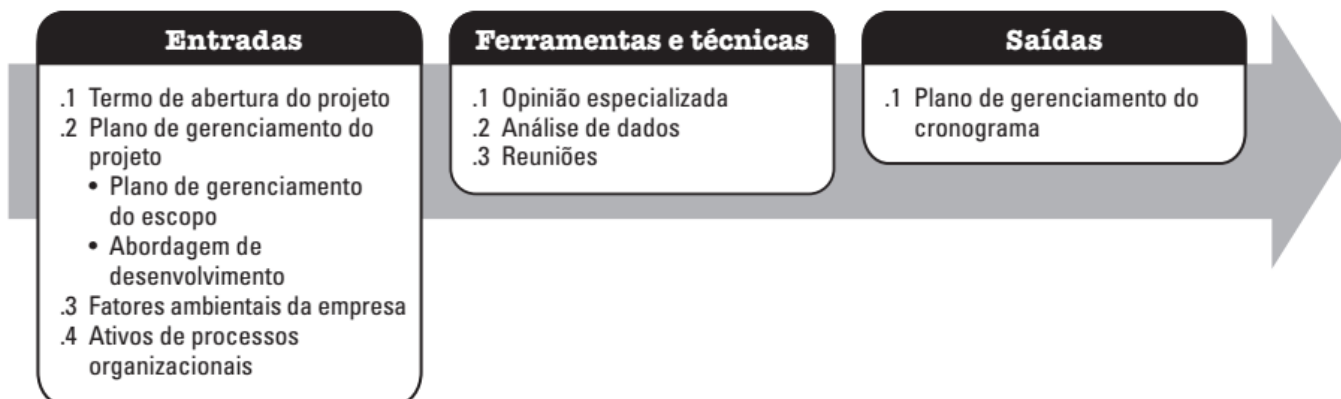 Entradas
.1 Termo de abertura do projeto
.2 Plano de gerenciamento do
projeto
• Plano de gerenciamento
do escopo
• Abordagem de
desenvolvimento
.3 Fatores ambientais da empresa
.4 Ativos de processos
organizacionais
Ferramentas e técnicas
.1 Opinião especializada
.2 Análise de dados
.3 Reuniões
Saídas
.1 Plano de gerenciamento do
cronograma